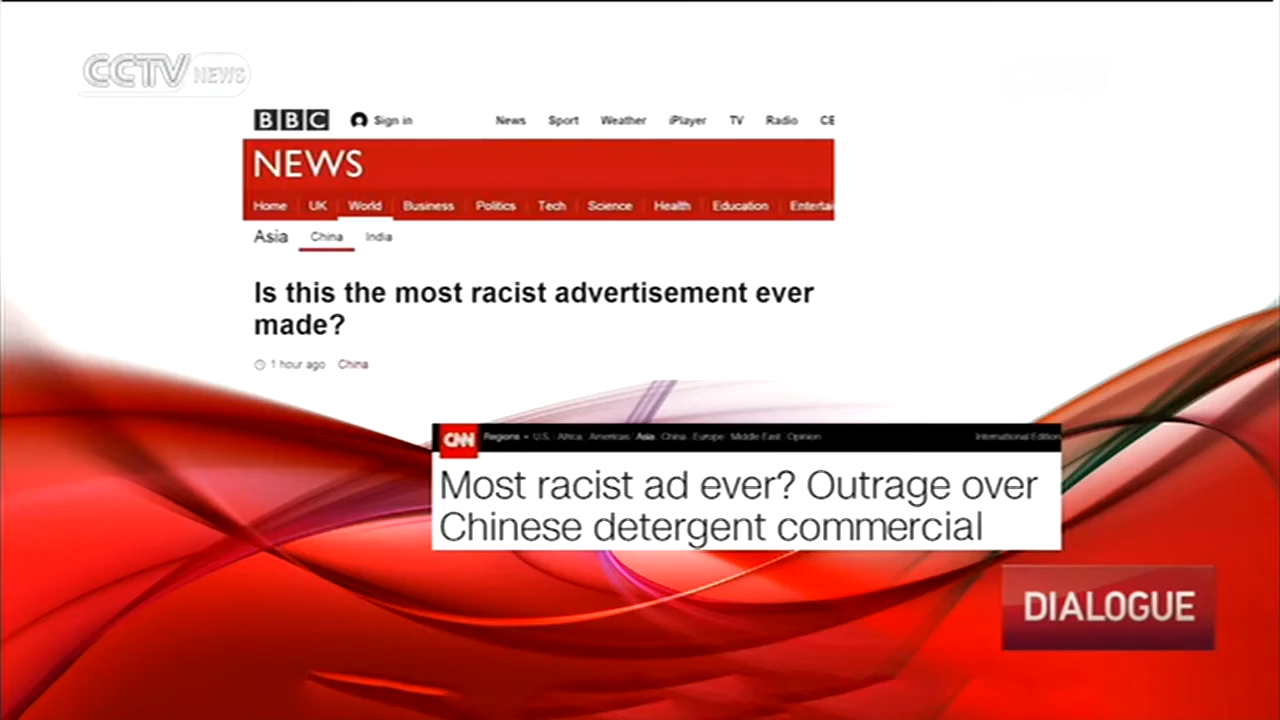 CCTV NEWS
BBC Sign in News Sport Weather iPlayer TV Radio CE
NEWS
Home UK World Business Politics Tech Science Health Education Entertai
Asia China India
Is this the most racist advertisement ever
made?
1 hour ago China
CNN Regions U.S. Africa Americas Asia China Europe Middle East Opinion International Edition
Most racist ad ever? Outrage over
Chinese detergent commercial
DIALOGUE